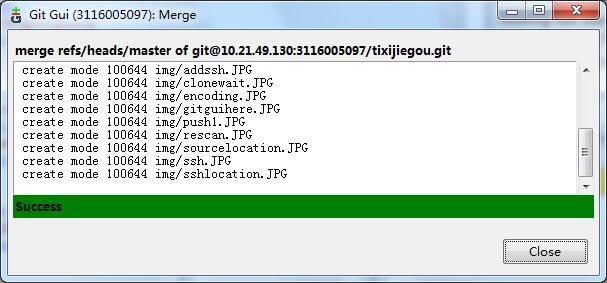 Git Gui (3116005097): Merge
merge refs/heads/master of git@10.21.49.130:3116005097/tixijiegou.git
create mode 100644 img/addssh.JPG
create mode 100644 img/clonewait.JPG
create mode 100644 img/encoding.JPG
create mode 100644 img/gitguihere.JPG
create mode 100644 img/push1.JPG
create mode 100644 img/rescan.JPG
create mode 100644 img/sourcelocation.JPG
create mode 100644 img/ssh.JPG
create mode 100644 img/sshlocation.JPG
Success
Close